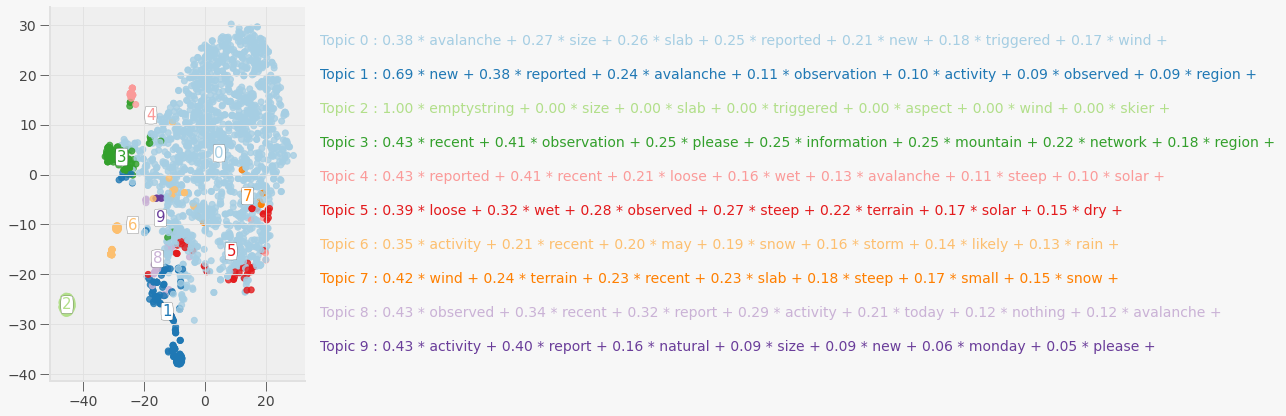 30
20
10
0
−10
−20
−30
−40
−40 −20 0 20
4
3
0
7
9
6
5
8
2
1
Topic 0 : 0.38 * avalanche + 0.27 * size + 0.26 * slab + 0.25 * reported + 0.21 * new + 0.18 * triggered + 0.17 * wind +
Topic 1 : 0.69 * new + 0.38 * reported + 0.24 * avalanche + 0.11 * observation + 0.10 * activity + 0.09 * observed + 0.09 * region +
Topic 2 : 1.00 * emptystring + 0.00 * size + 0.00 * slab + 0.00 * triggered + 0.00 * aspect + 0.00 * wind + 0.00 * skier +
Topic 3 : 0.43 * recent + 0.41 * observation + 0.25 * please + 0.25 * information + 0.25 * mountain + 0.22 * network + 0.18 * region +
Topic 4 : 0.43 * reported + 0.41 * recent + 0.21 * loose + 0.16 * wet + 0.13 * avalanche + 0.11 * steep + 0.10 * solar +
Topic 5 : 0.39 * loose + 0.32 * wet + 0.28 * observed + 0.27 * steep + 0.22 * terrain + 0.17 * solar + 0.15 * dry +
Topic 6 : 0.35 * activity + 0.21 * recent + 0.20 * may + 0.19 * snow + 0.16 * storm + 0.14 * likely + 0.13 * rain +
Topic 7 : 0.42 * wind + 0.24 * terrain + 0.23 * recent + 0.23 * slab + 0.18 * steep + 0.17 * small + 0.15 * snow +
Topic 8 : 0.43 * observed + 0.34 * recent + 0.32 * report + 0.29 * activity + 0.21 * today + 0.12 * nothing + 0.12 * avalanche +
Topic 9 : 0.43 * activity + 0.40 * report + 0.16 * natural + 0.09 * size + 0.09 * new + 0.06 * monday + 0.05 * please +